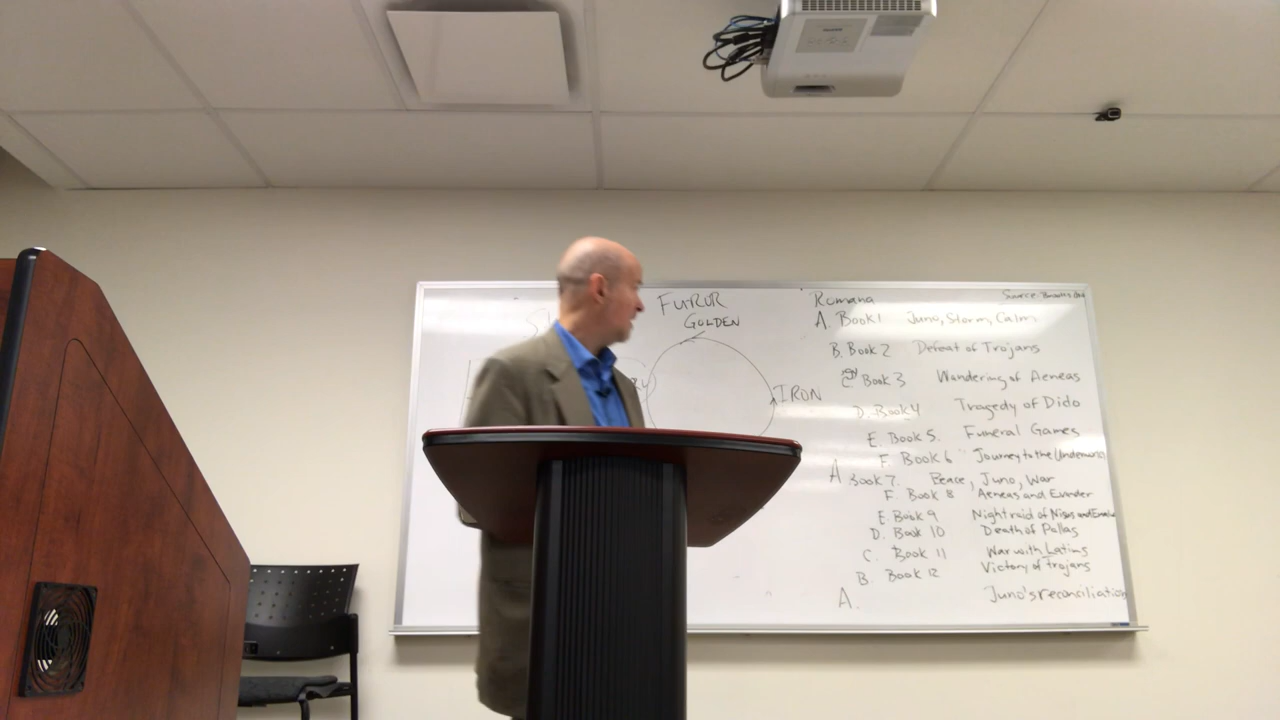 FUROR
GOLDEN
IRON
Romana
Source:
A. Book 1 Juno, Storm, Calm
B. Book 2 Defeat of Trojans
C Book 3 Wandering of Aeneas
D. Book 4 Tragedy of Dido
E. Book 5. Funeral Games
F. Book 6 Journey to the Underworld
A Book 7. Peace, Juno, War
F. Book 8 Aeneas and Evander
E. Book 9 Night raid of Nisus and
D. Book 10 Death of Pallas
C. Book 11 War with Latins
B. Book 12 Victory of Trojans
A. Juno's reconciliation